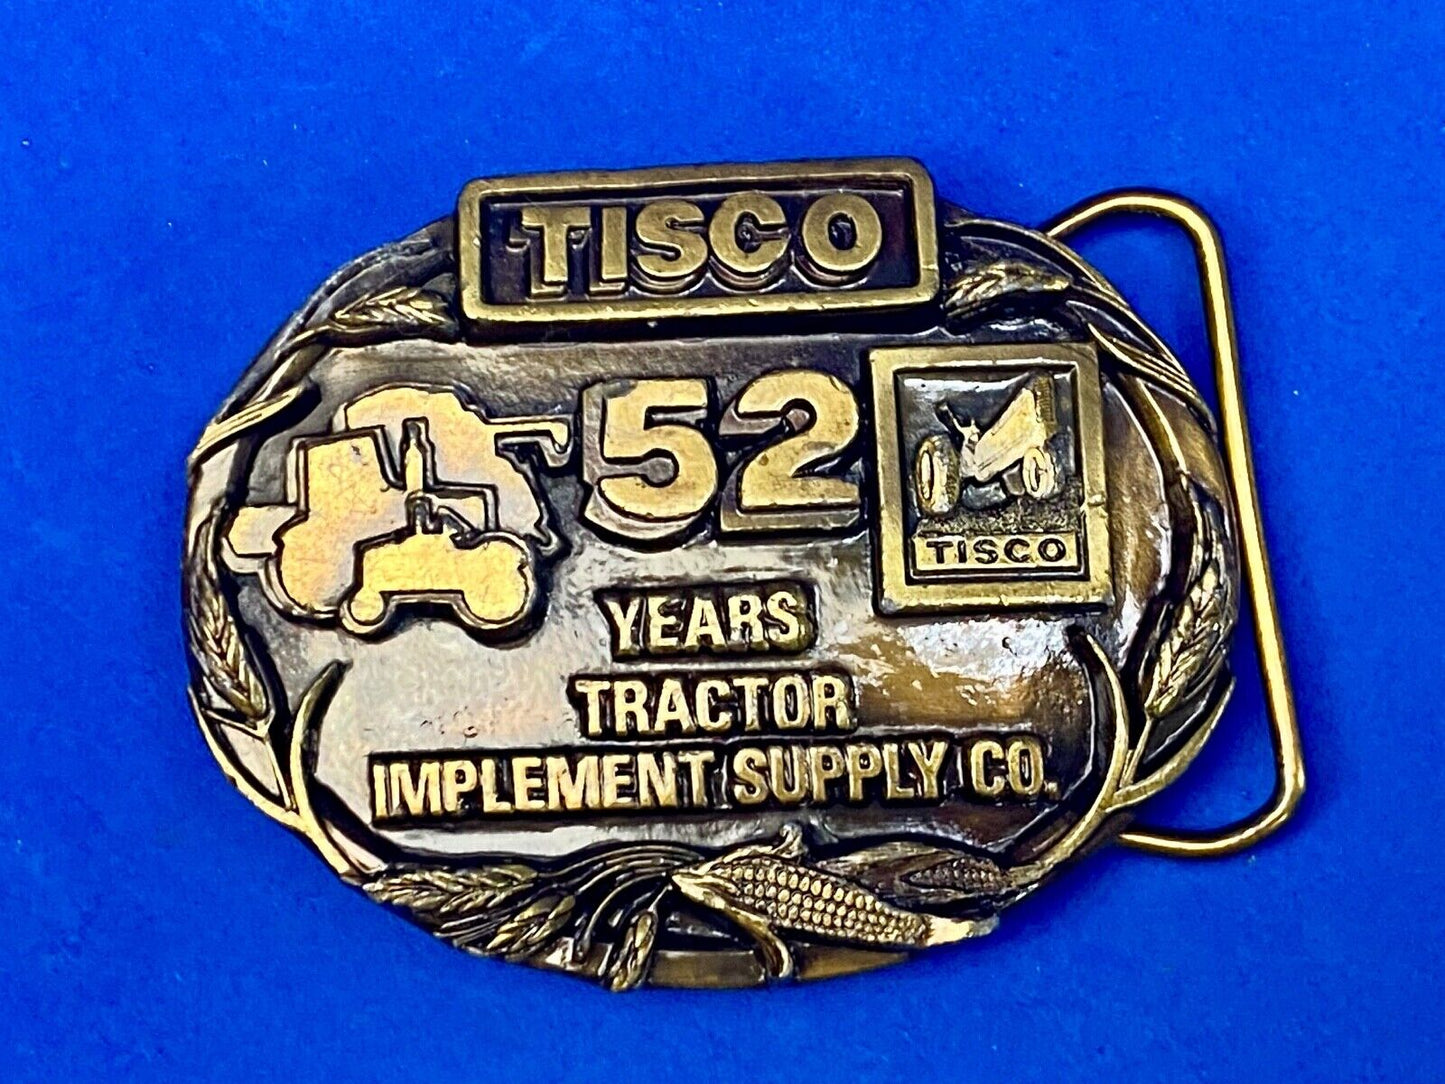 TISCO
52
TISCO
YEARS
TRACTOR
IMPLEMENT SUPPLY CO.